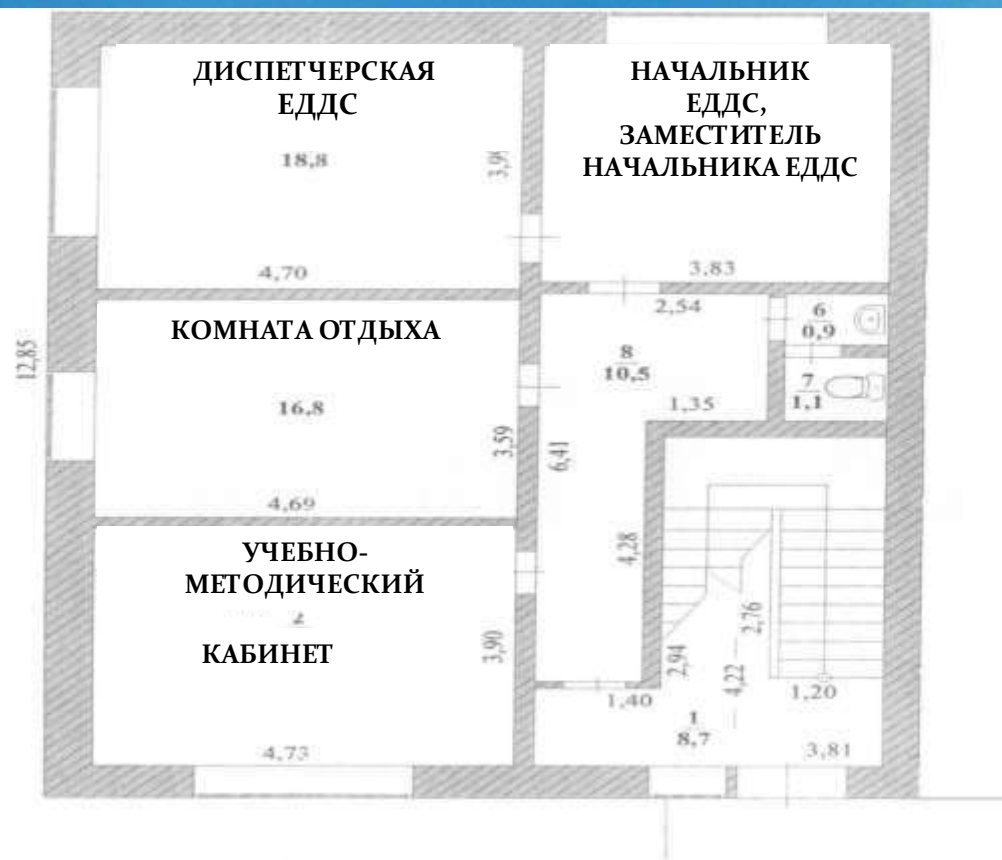 ДИСПЕТЧЕРСКАЯ
ЕДДС
18,8
3,99
4,70
НАЧАЛЬНИК
ЕДДС,
ЗАМЕСТИТЕЛЬ
НАЧАЛЬНИКА ЕДДС
3,83
2,54
6
0,9
8
10,5
7
1,1
1,35
КОМНАТА ОТДЫХА
16,8
3,59
4,69
6,41
12,85
4,28
УЧЕБНО-
МЕТОДИЧЕСКИЙ
2
КАБИНЕТ
3,90
4,73
2,94
4,22
2,76
1,20
1,40
1
8,7
3,81